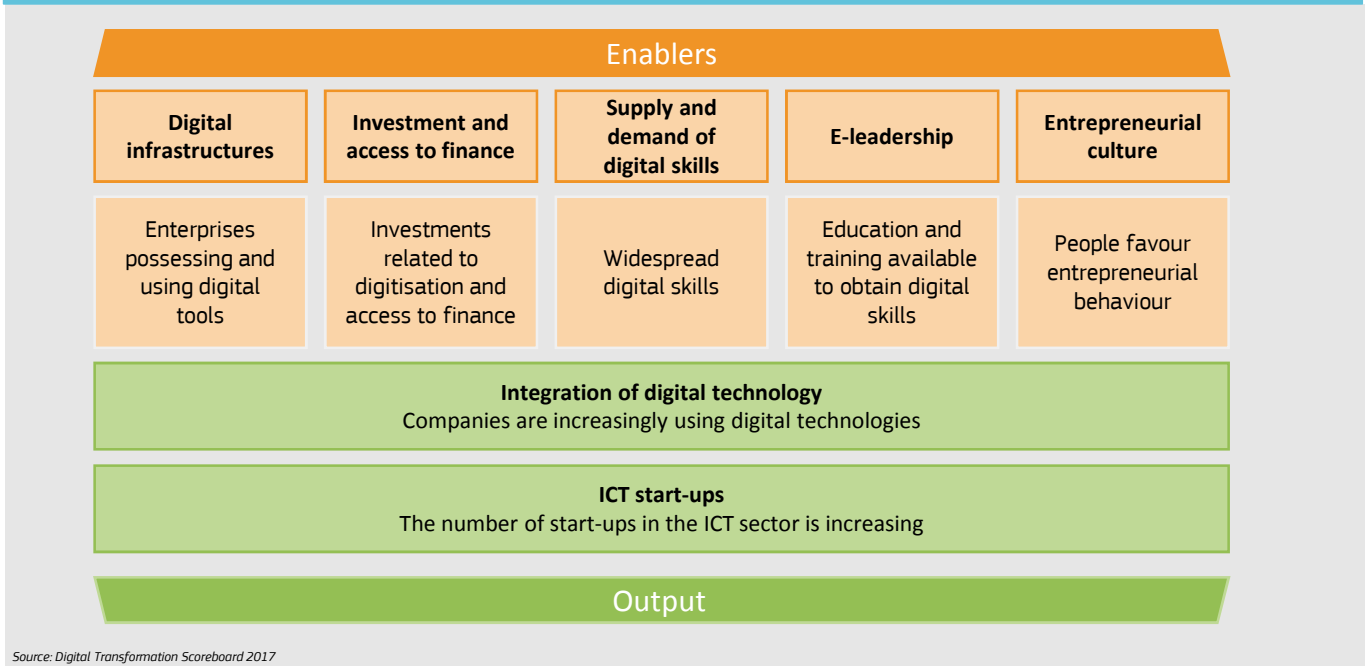 Enablers
Digital
infrastructures
Investment and
access to finance
Supply and
demand of
digital skills
E-leadership
Entrepreneurial
culture
Enterprises
possessing and
using digital
tools
Investments
related to
digitisation and
access to finance
Widespread
digital skills
Education and
training available
to obtain digital
skills
People favour
entrepreneurial
behaviour
Integration of digital technology
Companies are increasingly using digital technologies
ICT start-ups
The number of start-ups in the ICT sector is increasing
Output
Source: Digital Transformation Scoreboard 2017